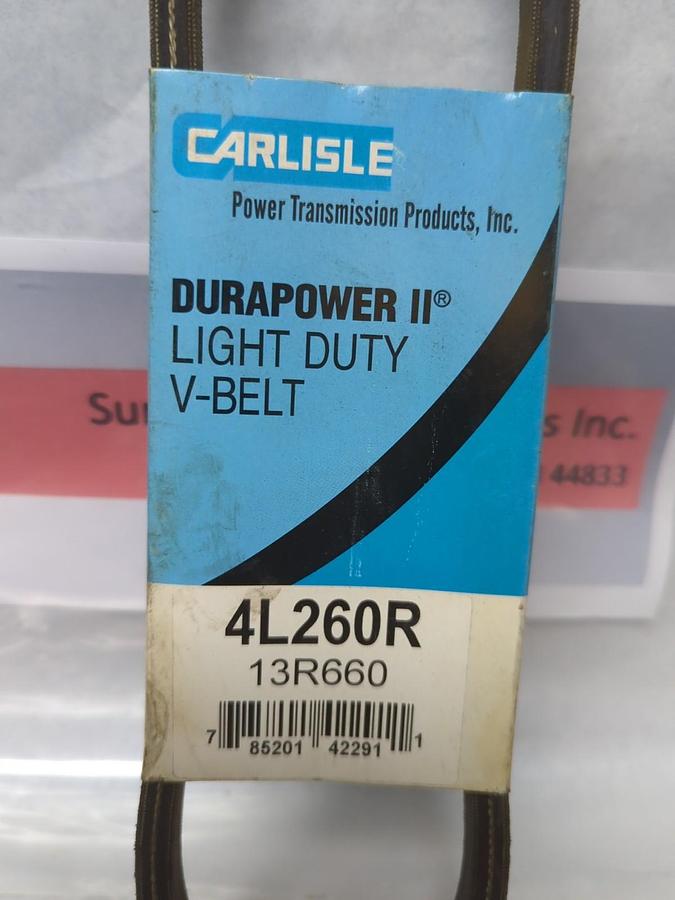 CARLISLE
Power Transmission Products, Inc.
DURAPOWER II®
LIGHT DUTY
V-BELT
s Inc.
44833
4L260R
13R660
7 85201 42291 1